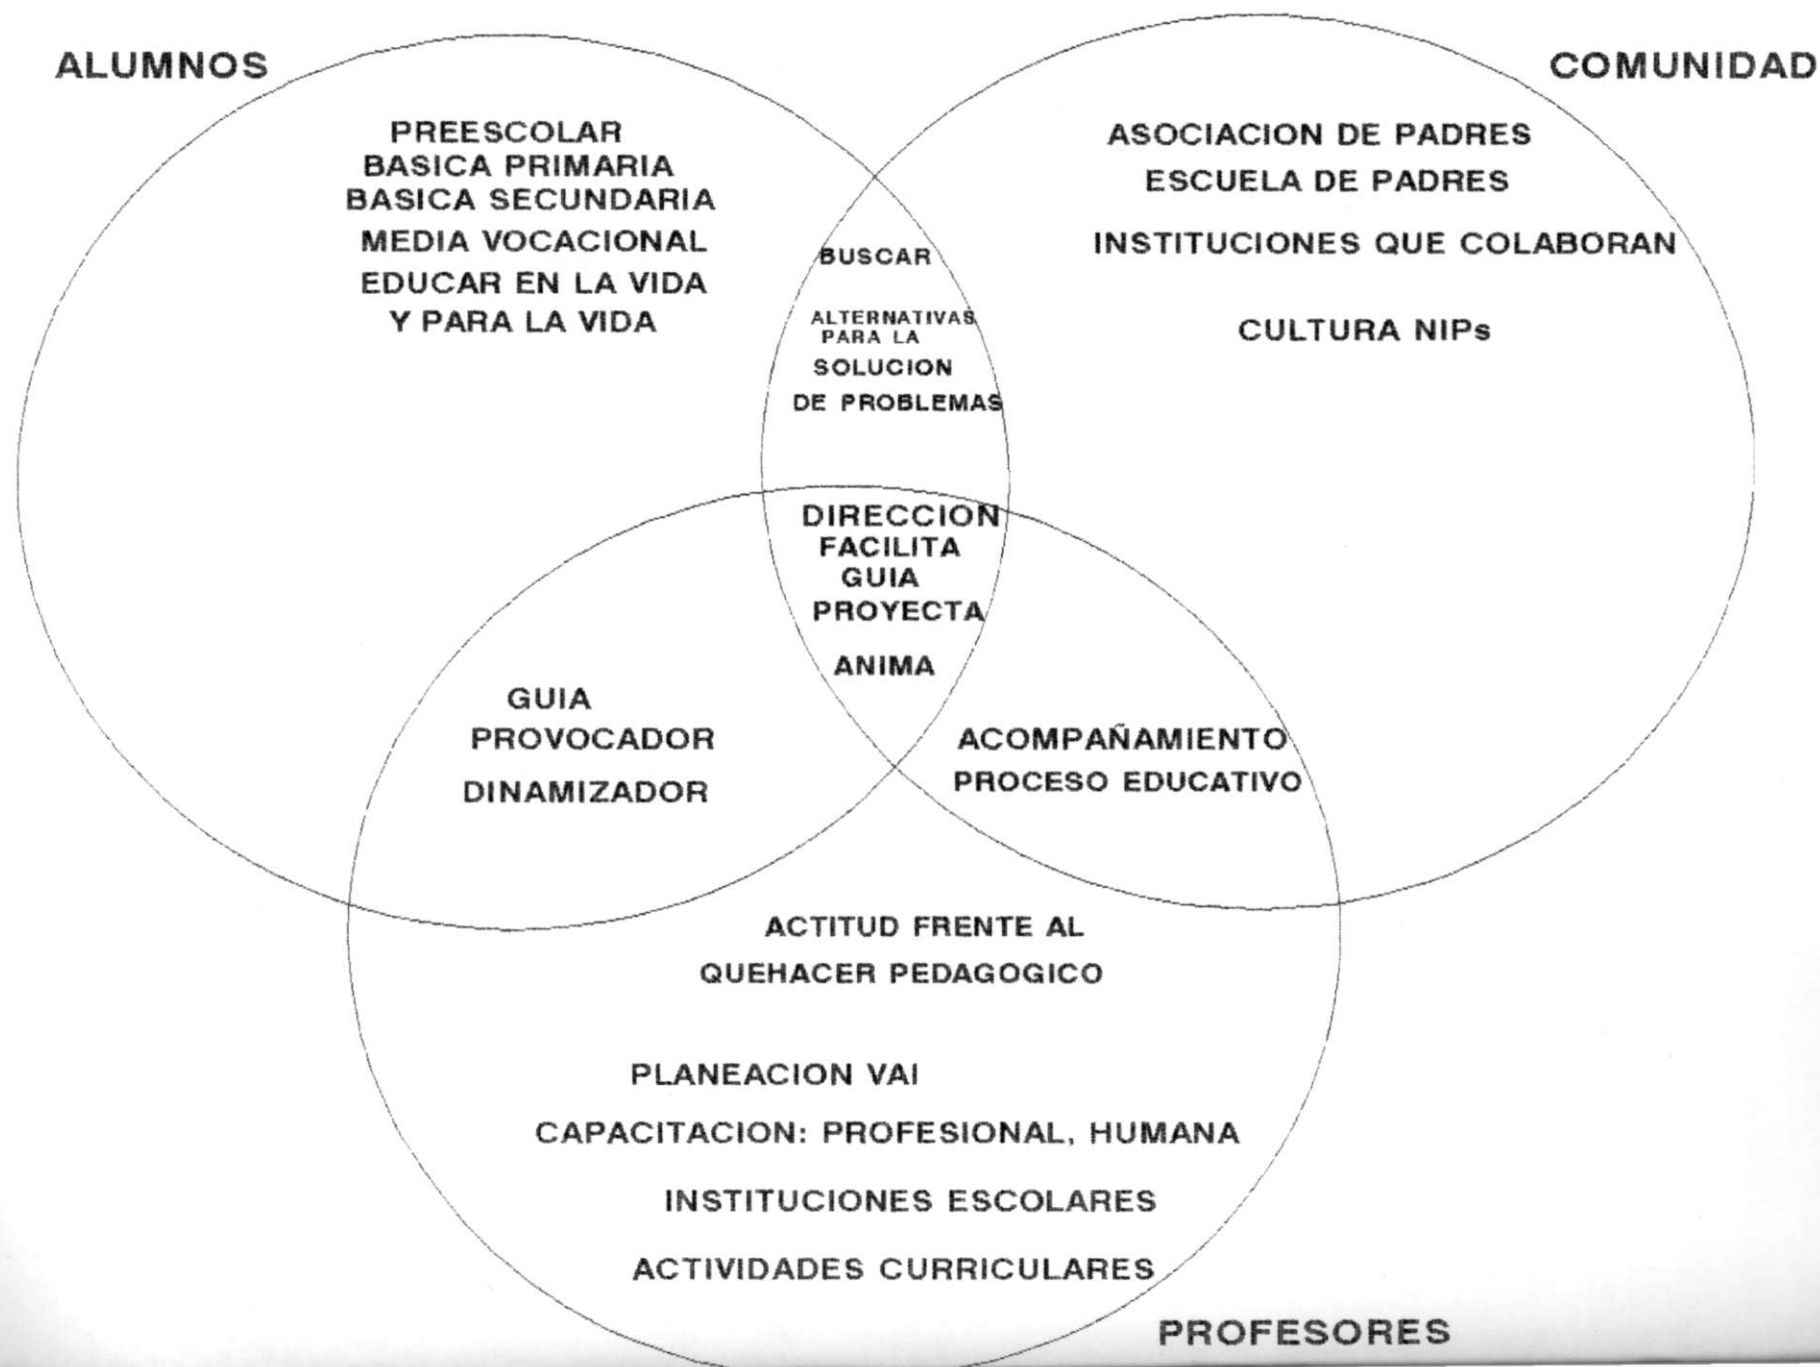 ALUMNOS
COMUNIDAD
PREESCOLAR
BASICA PRIMARIA
BASICA SECUNDARIA
MEDIA VOCACIONAL
EDUCAR EN LA VIDA
Y PARA LA VIDA
ASOCIACION DE PADRES
ESCUELA DE PADRES
INSTITUCIONES QUE COLABORAN
CULTURA NIPs
BUSCAR
ALTERNATIVAS
PARA LA
SOLUCION
DE PROBLEMAS
DIRECCION
FACILITA
GUIA
PROYECTA
ANIMA
GUIA
PROVOCADOR
DINAMIZADOR
ACOMPAÑAMIENTO
PROCESO EDUCATIVO
ACTITUD FRENTE AL
QUEHACER PEDAGOGICO
PLANEACION VAI
CAPACITACION: PROFESIONAL, HUMANA
INSTITUCIONES ESCOLARES
ACTIVIDADES CURRICULARES
PROFESORES